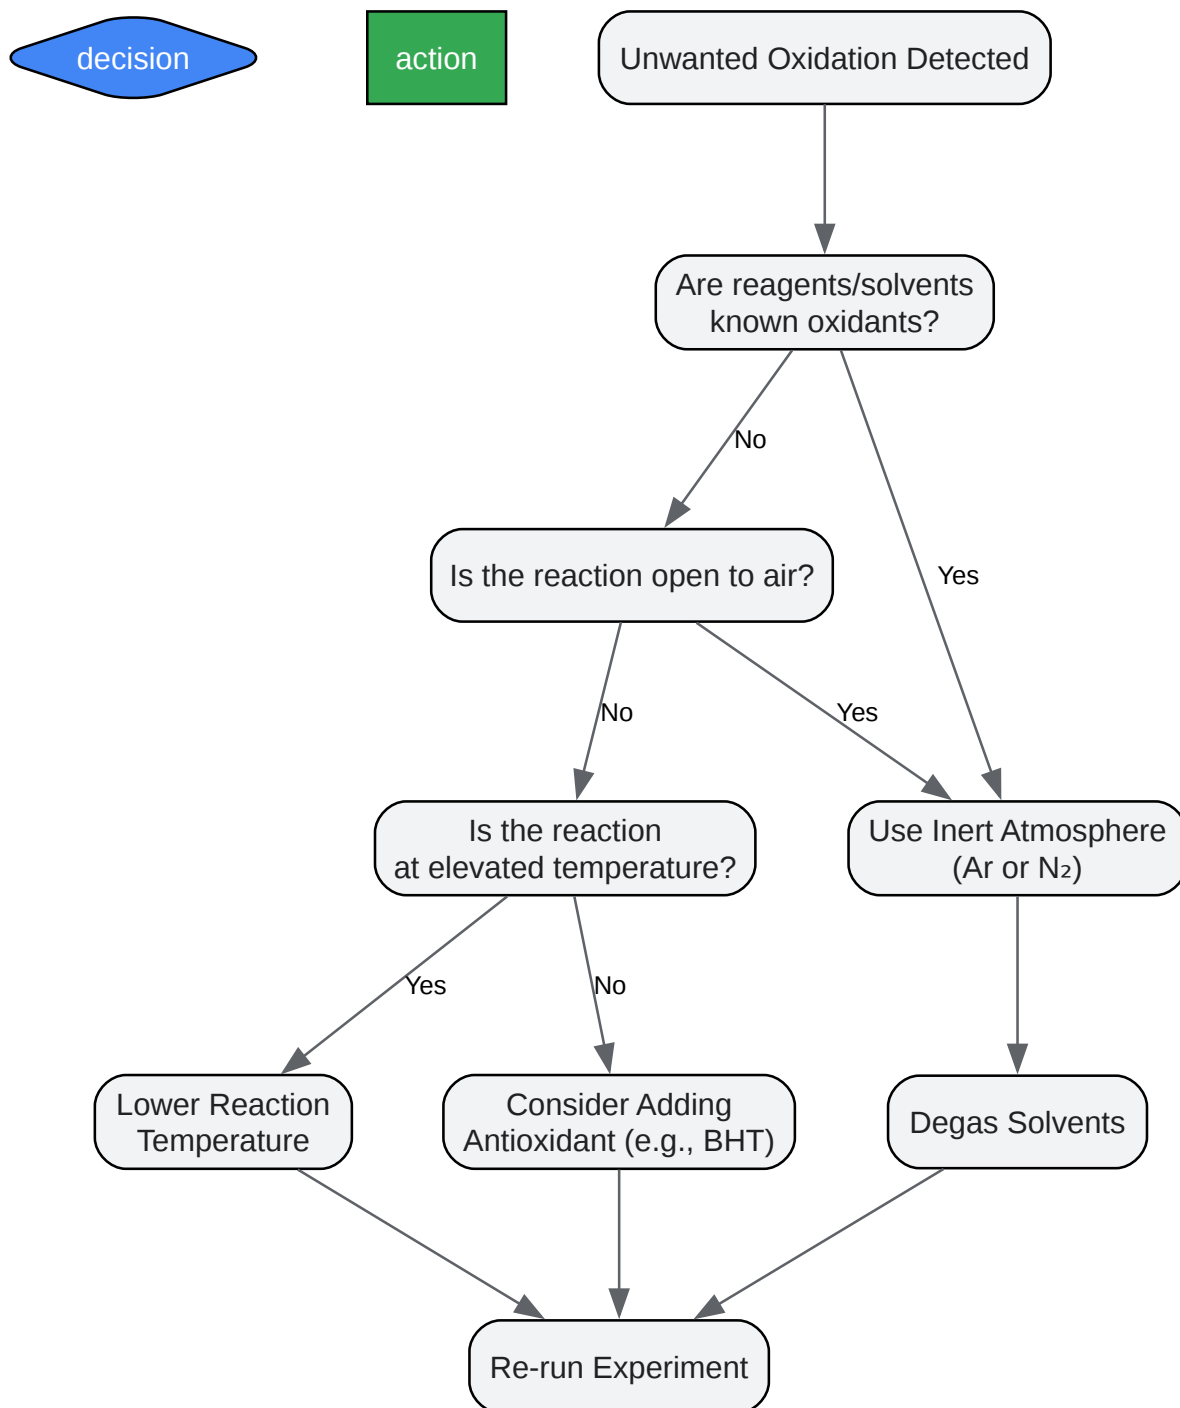 decision
action
Unwanted Oxidation Detected
Are reagents/solvents
known oxidants?
No
Is the reaction open to air?
Yes
No
Yes
Is the reaction
at elevated temperature?
Use Inert Atmosphere
(Ar or N₂)
Yes
No
Lower Reaction
Temperature
Consider Adding
Antioxidant (e.g., BHT)
Degas Solvents
Re-run Experiment